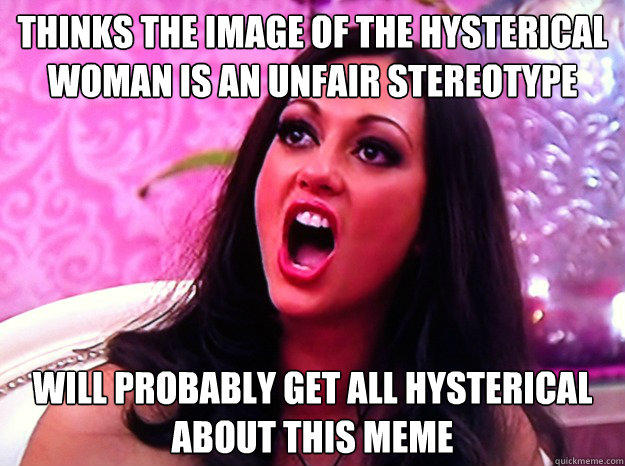 THINKS THE IMAGE OF THE HYSTERICAL
WOMAN IS AN UNFAIR STEREOTYPE
WILL PROBABLY GET ALL HYSTERICAL
ABOUT THIS MEME
quickmeme.com